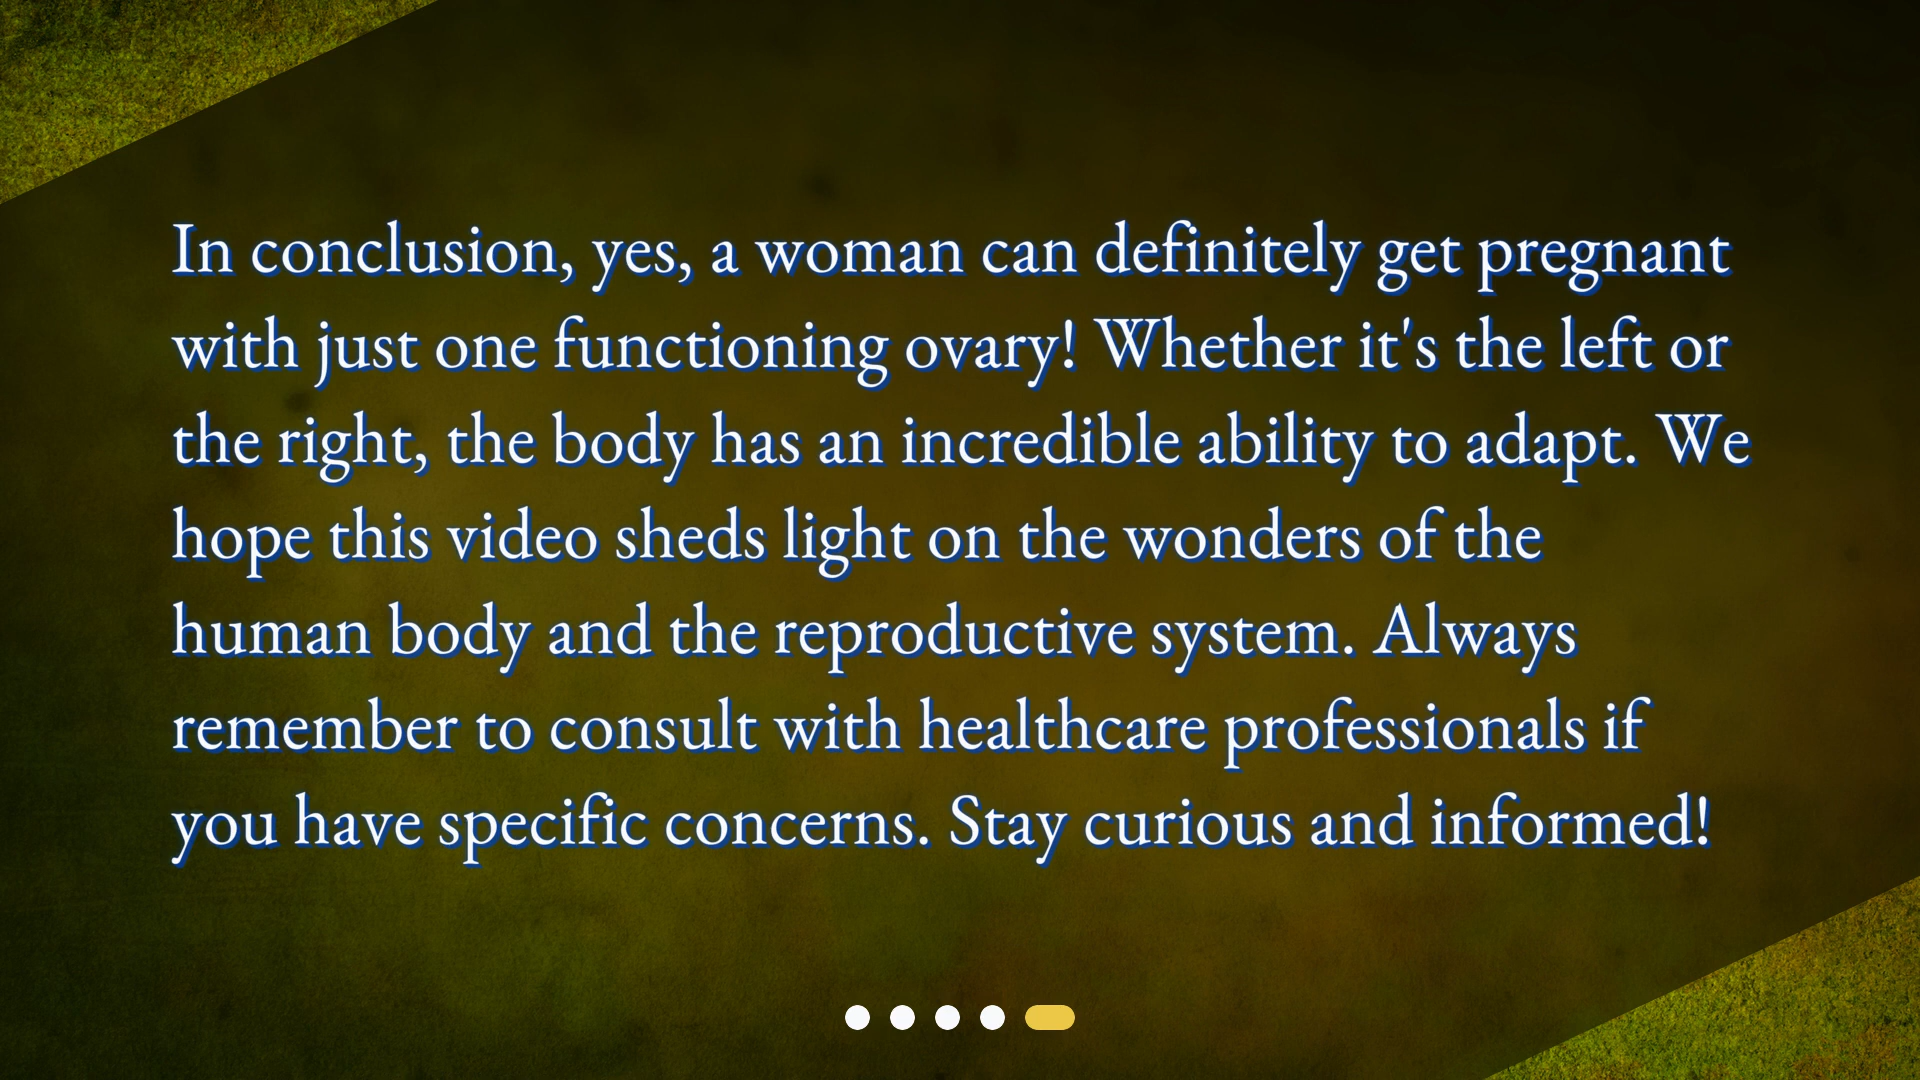 In conclusion, yes, a woman can definitely get pregnant
with just one functioning ovary! Whether it's the left or
the right, the body has an incredible ability to adapt. We
hope this video sheds light on the wonders of the
human body and the reproductive system. Always
remember to consult with healthcare professionals if
you have specific concerns. Stay curious and informed!